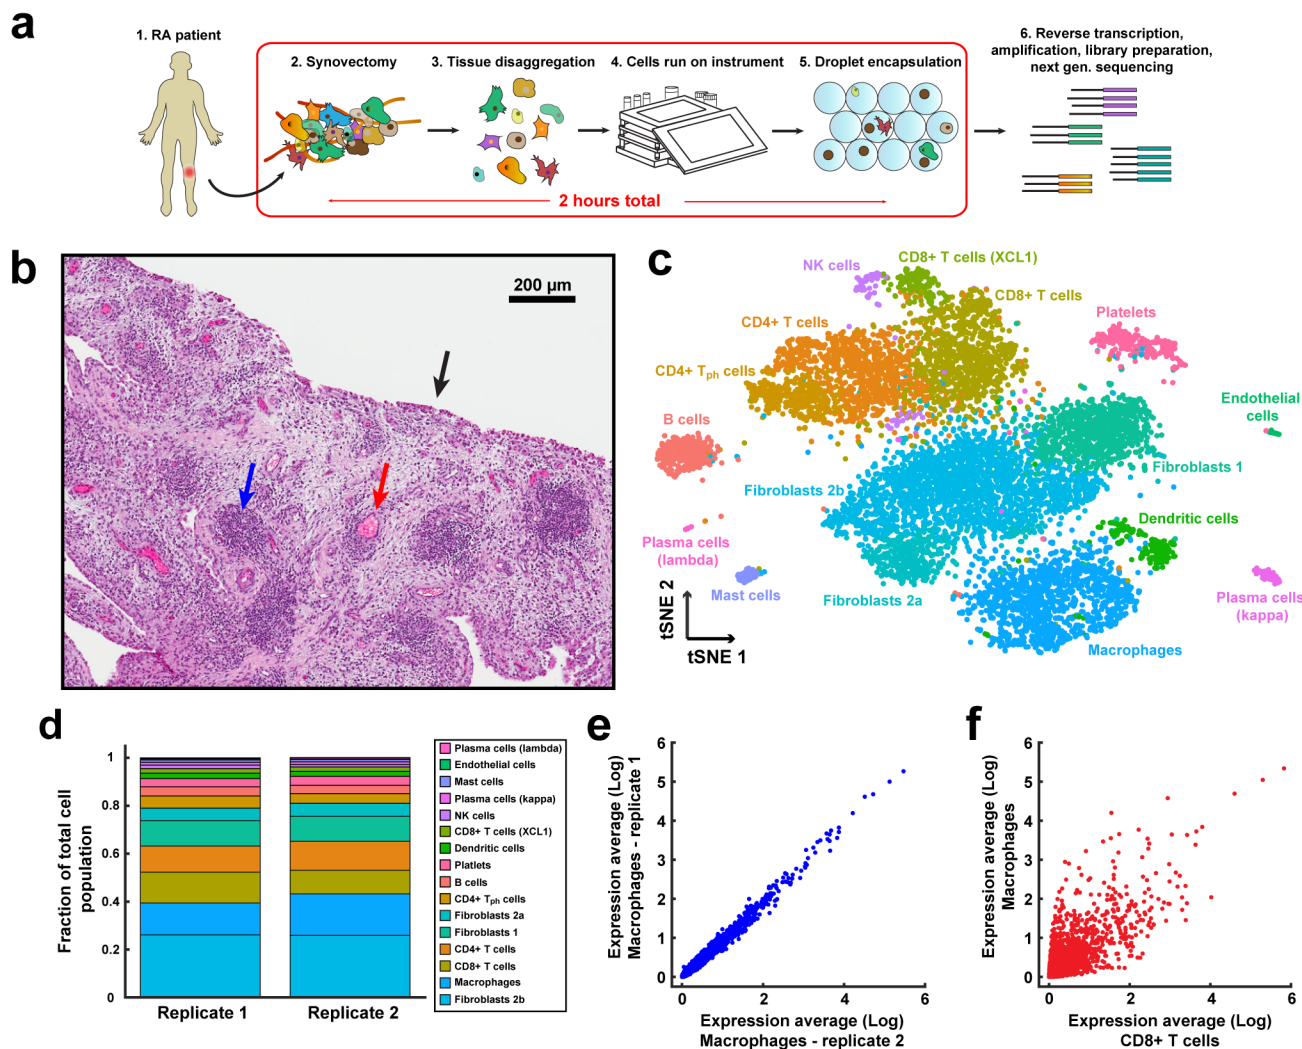 a
1. RA patient
2. Synovectomy
3. Tissue disaggregation
4. Cells run on instrument
5. Droplet encapsulation
6. Reverse transcription,
amplification, library preparation,
next gen. sequencing
2 hours total
b
200 µm
c
NK cells
CD8+ T cells (XCL1)
CD8+ T cells
CD4+ T cells
Platelets
CD4+ Tph cells
Endothelial
cells
B cells
Fibroblasts 1
Fibroblasts 2b
Dendritic cells
Plasma cells
(lambda)
Mast cells
Fibroblasts 2a
Plasma cells
(kappa)
Macrophages
tSNE 2
tSNE 1
d
Fraction of total cell
population
1
0.8
0.6
0.4
0.2
0
Replicate 1
Replicate 2
Plasma cells (lambda)
Endothelial cells
Mast cells
Plasma cells (kappa)
NK cells
CD8+ T cells (XCL1)
Dendritic cells
Platlets
B cells
CD4+ Tph cells
Fibroblasts 2a
Fibroblasts 1
CD4+ T cells
CD8+ T cells
Macrophages
Fibroblasts 2b
e
Expression average (Log)
Macrophages - replicate 1
6
5
4
3
2
1
0
0
2
4
6
Expression average (Log)
Macrophages - replicate 2
f
Expression average (Log)
Macrophages
6
5
4
3
2
1
0
0
2
4
6
Expression average (Log)
CD8+ T cells